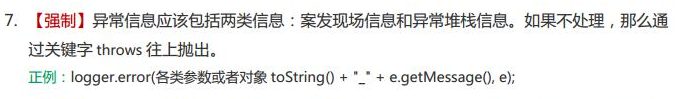 7. 【强制】异常信息应该包括两类信息：案发现场信息和异常堆栈信息。如果不处理，那么通
过关键字 throws 往上抛出。
正例：logger.error(各类参数或者对象 toString() + "_" + e.getMessage(), e);